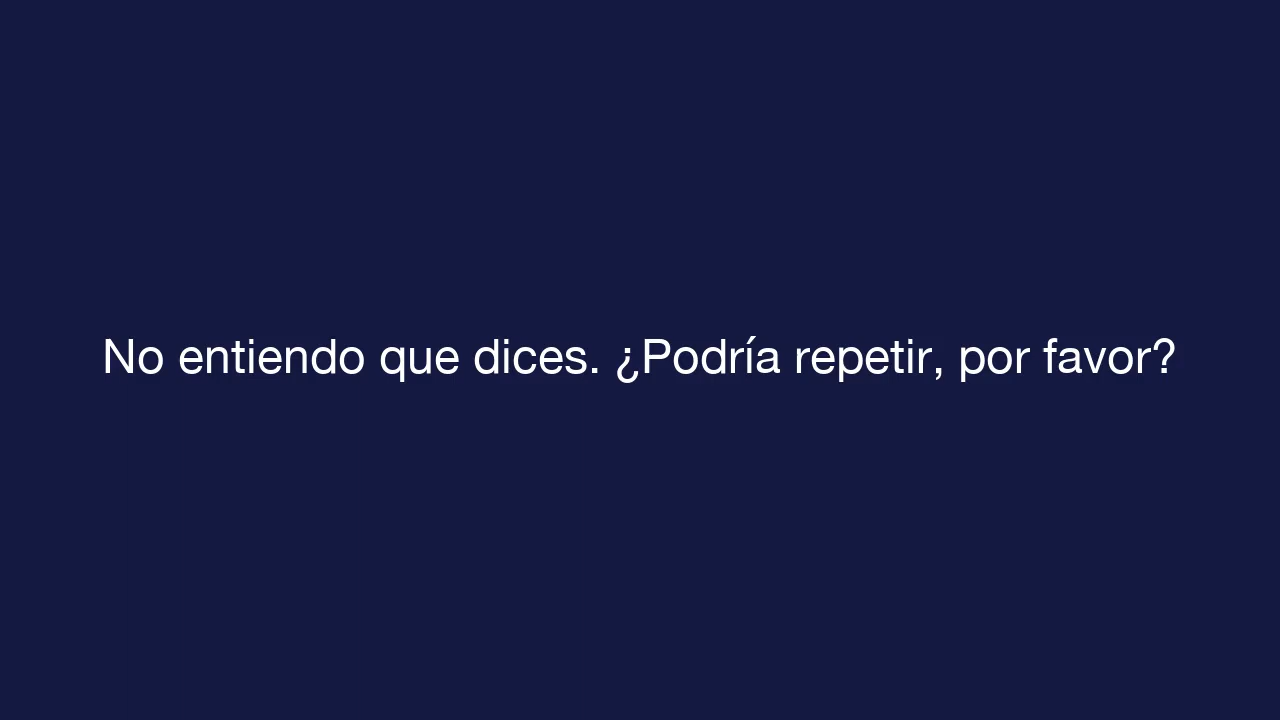 No entiendo que dices. ¿Podría repetir, por favor?